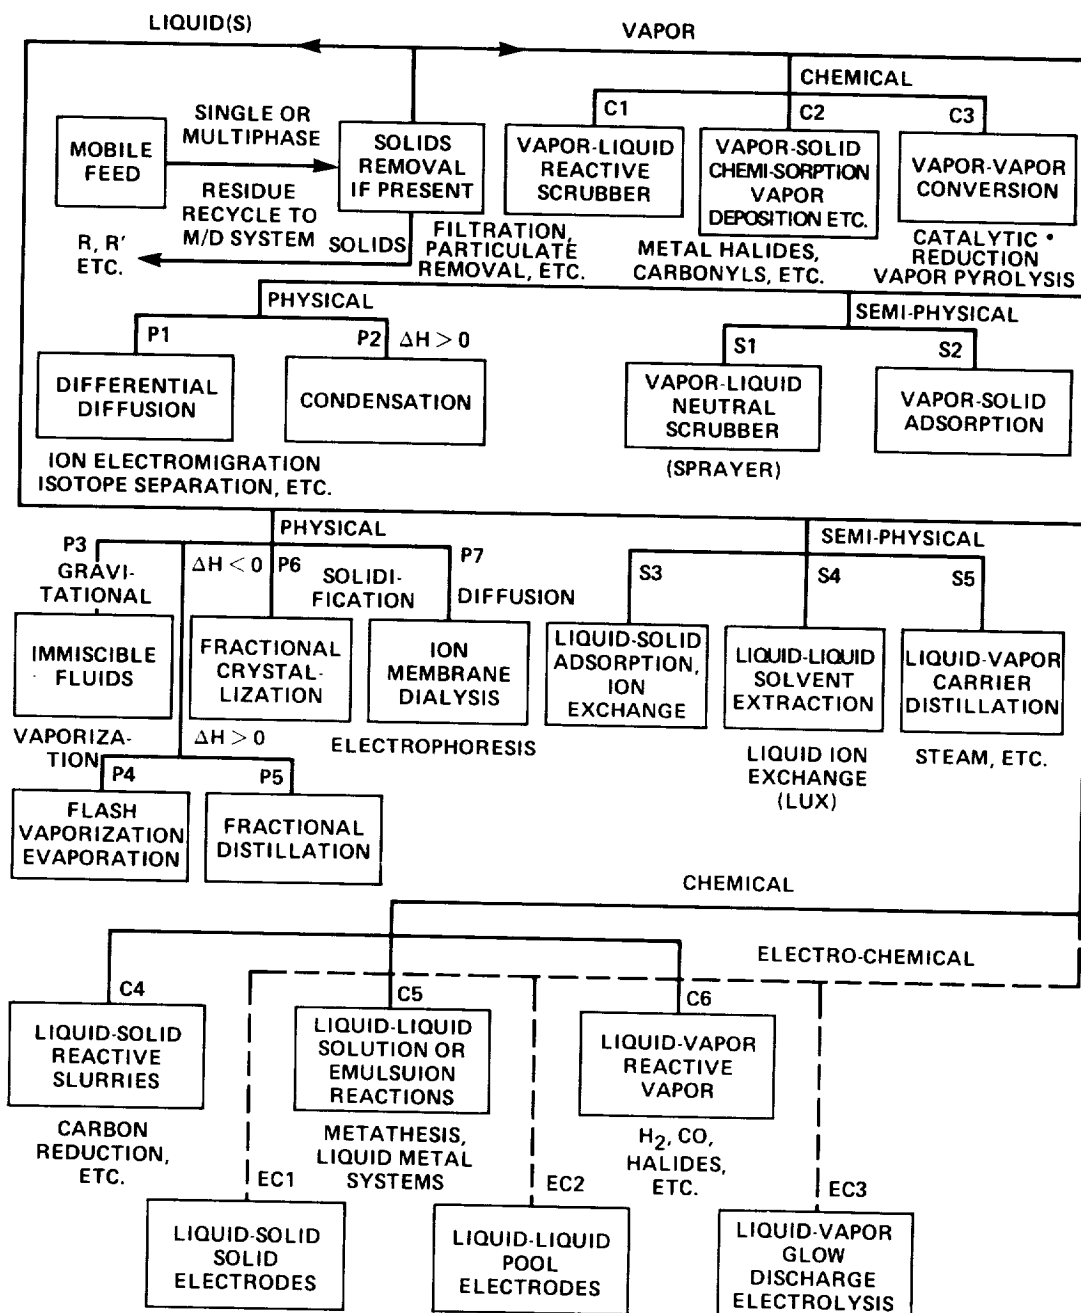 LIQUID(S)
VAPOR
CHEMICAL
C1
C2
C3
MOBILE
FEED
SINGLE OR
MULTIPHASE
RESIDUE
RECYCLE TO
M/D SYSTEM
SOLIDS
REMOVAL
IF PRESENT
VAPOR-LIQUID
REACTIVE
SCRUBBER
VAPOR-SOLID
CHEMI-SORPTION
VAPOR
DEPOSITION ETC.
VAPOR-VAPOR
CONVERSION
R, R'
ETC.
SOLIDS
FILTRATION,
PARTICULATE
REMOVAL, ETC.
METAL HALIDES,
CARBONYLS, ETC.
CATALYTIC •
REDUCTION
VAPOR PYROLYSIS
PHYSICAL
SEMI-PHYSICAL
P1
P2
ΔH > 0
S1
S2
DIFFERENTIAL
DIFFUSION
CONDENSATION
VAPOR-LIQUID
NEUTRAL
SCRUBBER
VAPOR-SOLID
ADSORPTION
ION ELECTROMIGRATION
ISOTOPE SEPARATION, ETC.
(SPRAYER)
PHYSICAL
SEMI-PHYSICAL
P3
GRAVI-
TATIONAL
ΔH < 0
P6
SOLIDI-
FICATION
P7
DIFFUSION
S3
S4
S5
IMMISCIBLE
FLUIDS
FRACTIONAL
CRYSTAL-
LIZATION
ION
MEMBRANE
DIALYSIS
LIQUID-SOLID
ADSORPTION,
ION
EXCHANGE
LIQUID-LIQUID
SOLVENT
EXTRACTION
LIQUID-VAPOR
CARRIER
DISTILLATION
VAPORIZA-
TION
ΔH > 0
ELECTROPHORESIS
LIQUID ION
EXCHANGE
(LUX)
STEAM, ETC.
P4
P5
FLASH
VAPORIZATION
EVAPORATION
FRACTIONAL
DISTILLATION
CHEMICAL
ELECTRO-CHEMICAL
C4
C5
C6
LIQUID-SOLID
REACTIVE
SLURRIES
LIQUID-LIQUID
SOLUTION OR
EMULSUION
REACTIONS
LIQUID-VAPOR
REACTIVE
VAPOR
CARBON
REDUCTION,
ETC.
METATHESIS,
LIQUID METAL
SYSTEMS
H2, CO,
HALIDES,
ETC.
EC1
EC2
EC3
LIQUID-SOLID
SOLID
ELECTRODES
LIQUID-LIQUID
POOL
ELECTRODES
LIQUID-VAPOR
GLOW
DISCHARGE
ELECTROLYSIS